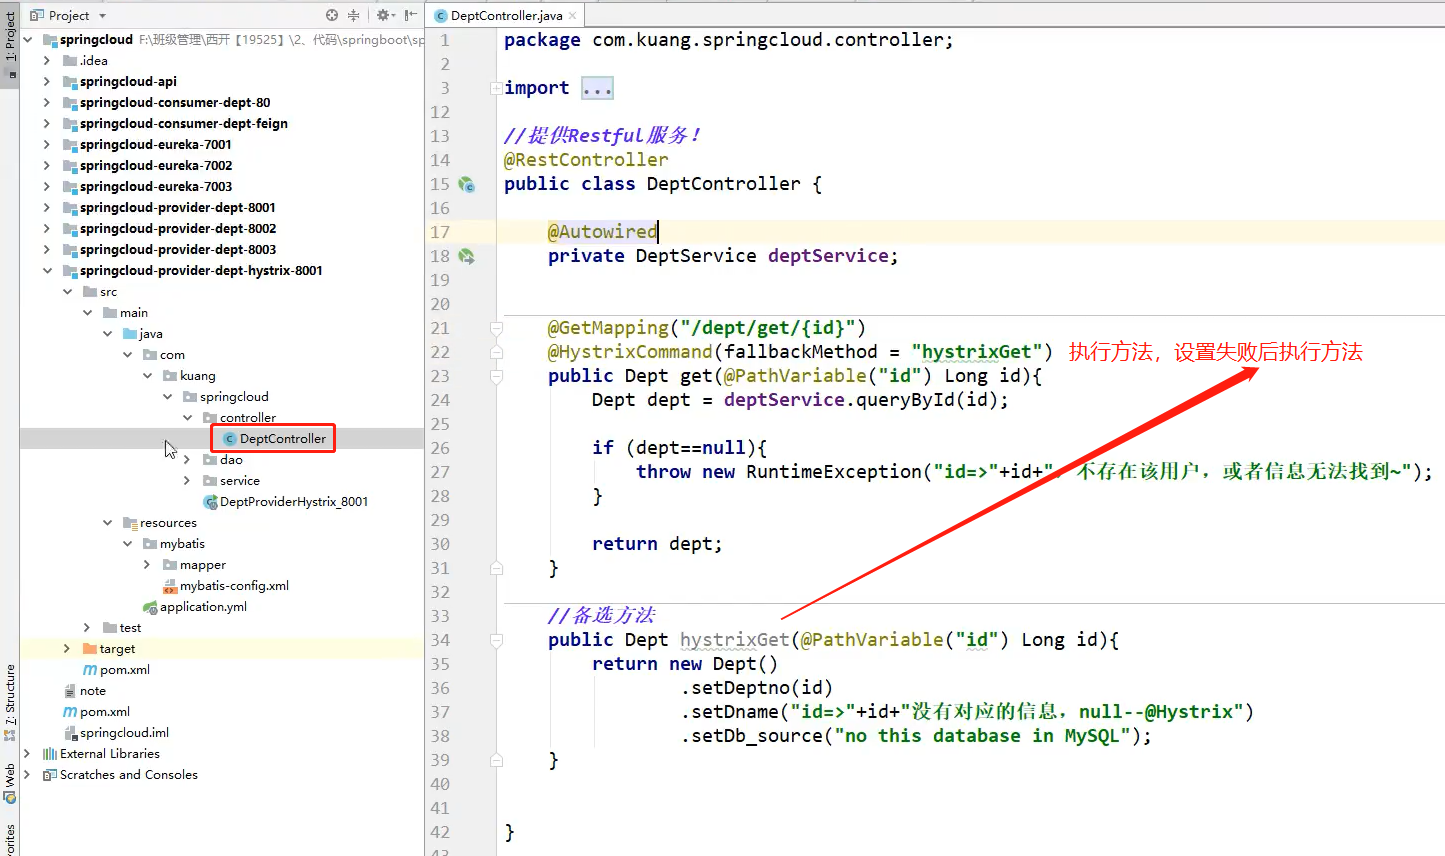 Project
DeptController.java
1: Project
springcloud F:\班级管理\西开【19525】\2、代码\springboot\sp
.idea
springcloud-api
springcloud-consumer-dept-80
springcloud-consumer-dept-feign
springcloud-eureka-7001
springcloud-eureka-7002
springcloud-eureka-7003
springcloud-provider-dept-8001
springcloud-provider-dept-8002
springcloud-provider-dept-8003
springcloud-provider-dept-hystrix-8001
src
main
java
com
kuang
springcloud
controller
DeptController
dao
service
DeptProviderHystrix_8001
resources
mybatis
mapper
mybatis-config.xml
application.yml
test
target
pom.xml
note
pom.xml
springcloud.iml
External Libraries
Scratches and Consoles
7: Structure
Web
vorites
1 package com.kuang.springcloud.controller;
2
3 import ...
12
13 //提供Restful服务！
14 @RestController
15 public class DeptController {
16
17 @Autowired
18 private DeptService deptService;
19
20
21 @GetMapping("/dept/get/{id}")
22 @HystrixCommand(fallbackMethod = "hystrixGet") 执行方法，设置失败后执行方法
23 public Dept get(@PathVariable("id") Long id){
24 Dept dept = deptService.queryById(id);
25
26 if (dept==null){
27 throw new RuntimeException("id=>"+id+"，不存在该用户，或者信息无法找到~");
28 }
29
30 return dept;
31 }
32
33 //备选方法
34 public Dept hystrixGet(@PathVariable("id") Long id){
35 return new Dept()
36 .setDeptno(id)
37 .setDname("id=>"+id+"没有对应的信息，null--@Hystrix")
38 .setDb_source("no this database in MySQL");
39 }
40
41
42 }
43